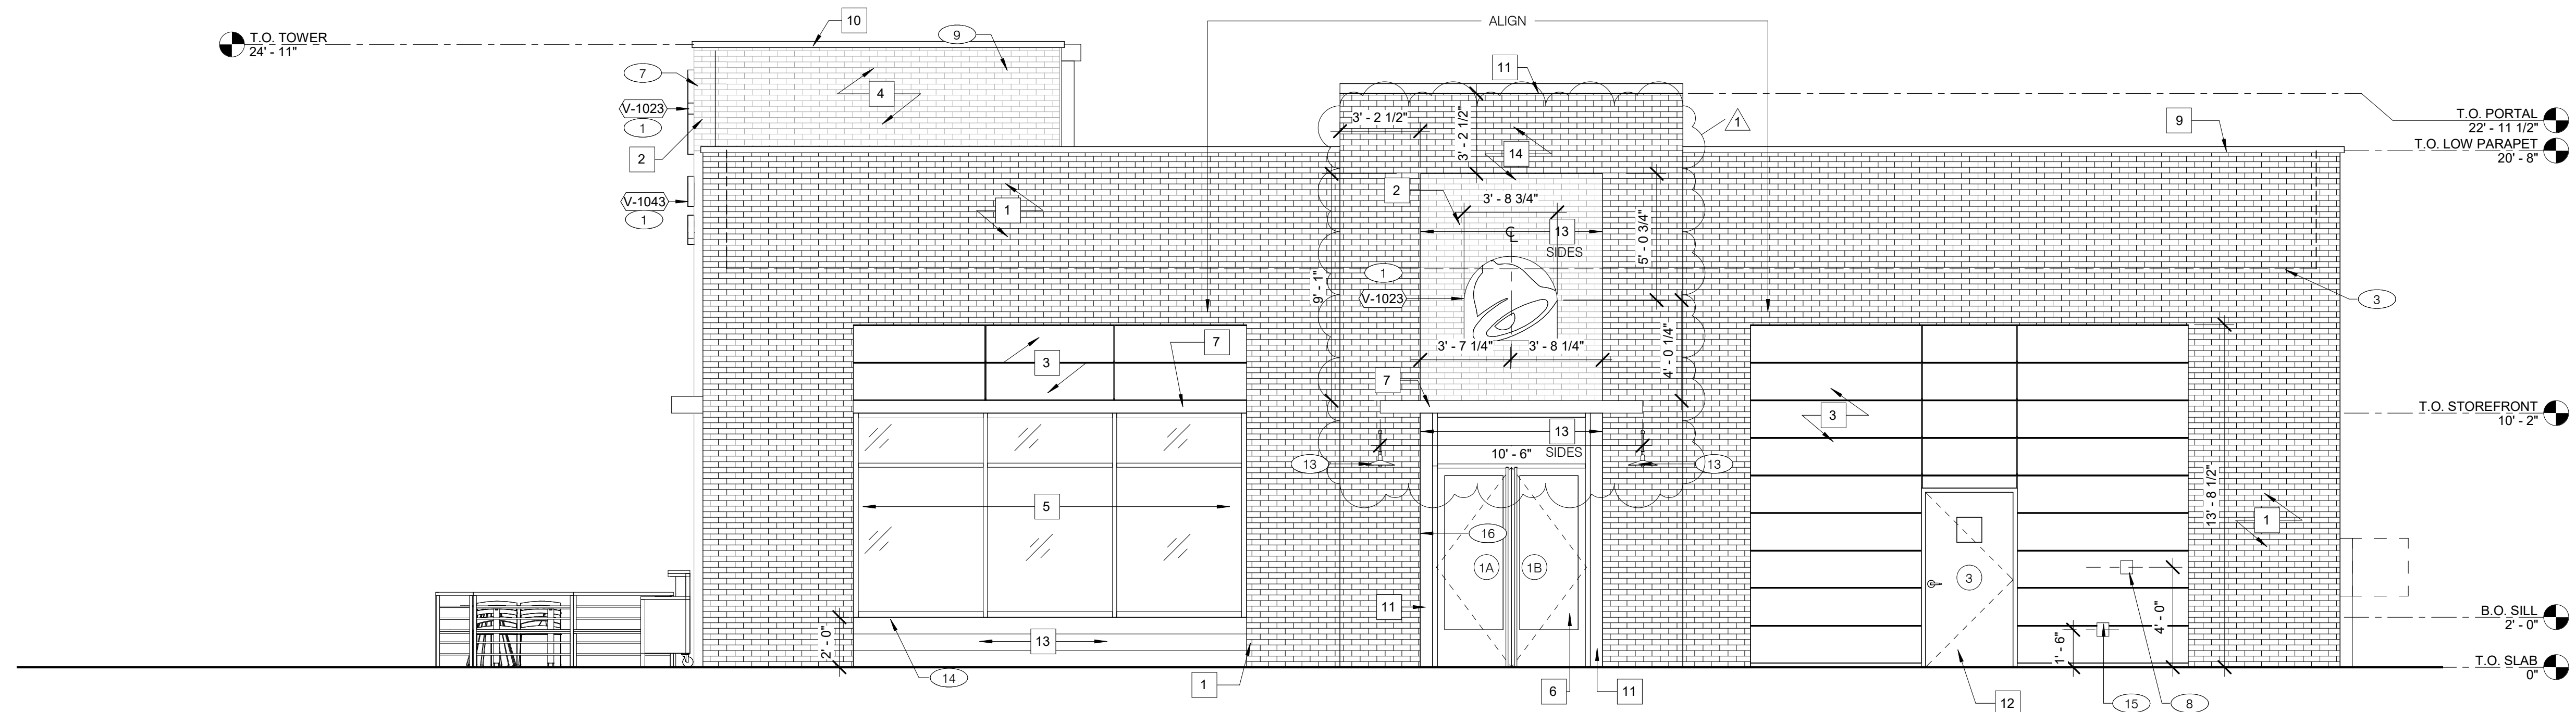 10
ALIGN
T.O. TOWER
24' - 11"
9
11
7
4
V-1023
1
2
3' - 2 1/2"
3' - 2 1/2"
1
T.O. PORTAL
22' - 11 1/2"
9
14
T.O. LOW PARAPET
20' - 8"
V-1043
1
1
2
3' - 8 3/4"
13
SIDES
5' - 0 3/4"
9' - 1"
1
V-1023
3
7
3
3' - 7 1/4"
3' - 8 1/4"
4' - 0 1/4"
7
3
T.O. STOREFRONT
10' - 2"
13
SIDES
10' - 6"
13
13
5
13' - 8 1/2"
1
16
1A
1B
3
11
B.O. SILL
2' - 0"
2' - 0"
13
4' - 0"
1' - 6"
T.O. SLAB
0"
14
1
6
11
12
15
8